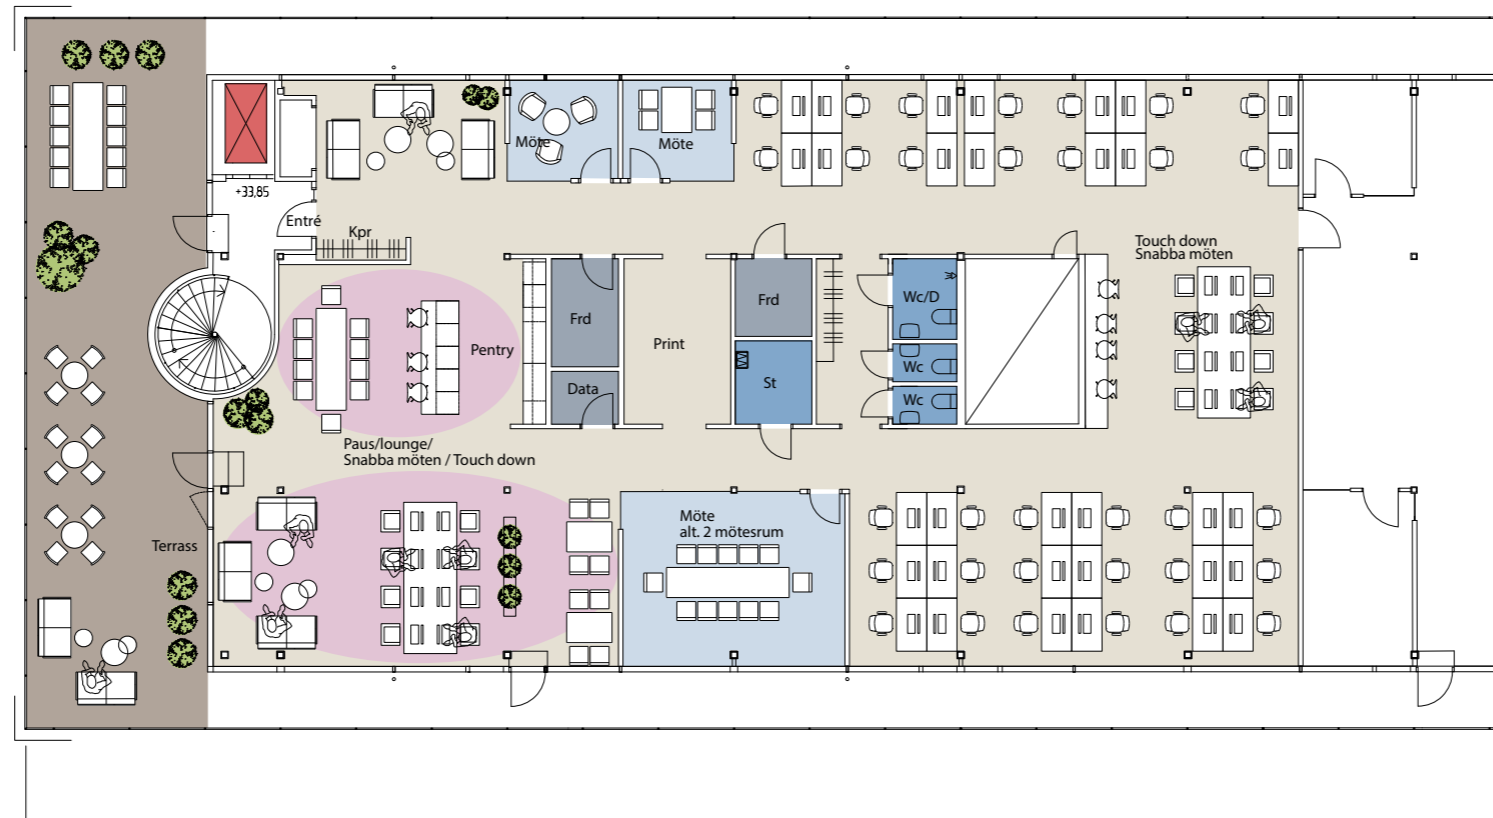 Möte
Möte
+33,85
Entré
Kpr
Touch down
Snabba möten
Wc/D
Frd
Frd
Print
Pentry
Wc
St
Data
Wc
Paus/lounge/
Snabba möten / Touch down
Möte
alt. 2 mötesrum
Terrass